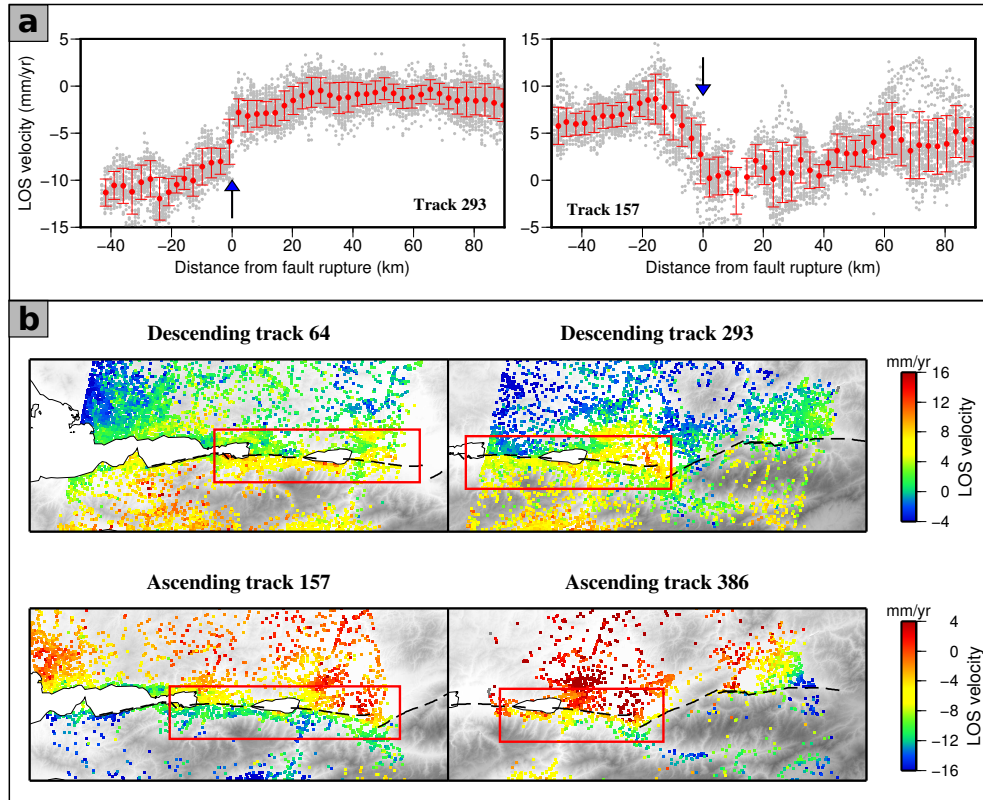 a
LOS velocity (mm/yr)
5
0
−5
−10
−15
−40 −20 0 20 40 60 80
Distance from fault rupture (km)
Track 293
15
10
5
0
−5
−40 −20 0 20 40 60 80
Distance from fault rupture (km)
Track 157
b
Descending track 64
Descending track 293
mm/yr
16
12
8
4
0
−4
LOS velocity
Ascending track 157
Ascending track 386
mm/yr
4
0
−4
−8
−12
−16
LOS velocity